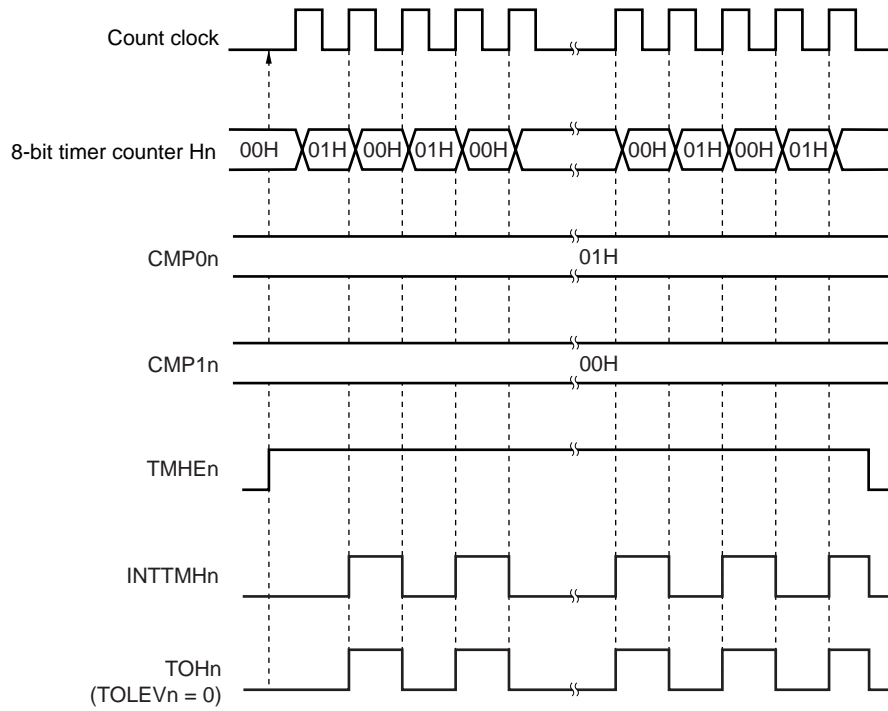 Count clock
8-bit timer counter Hn 00H 01H 00H 01H 00H 00H 01H 00H 01H
CMP0n 01H
CMP1n 00H
TMHEn
INTTMHn
TOHn
(TOLEVn = 0)